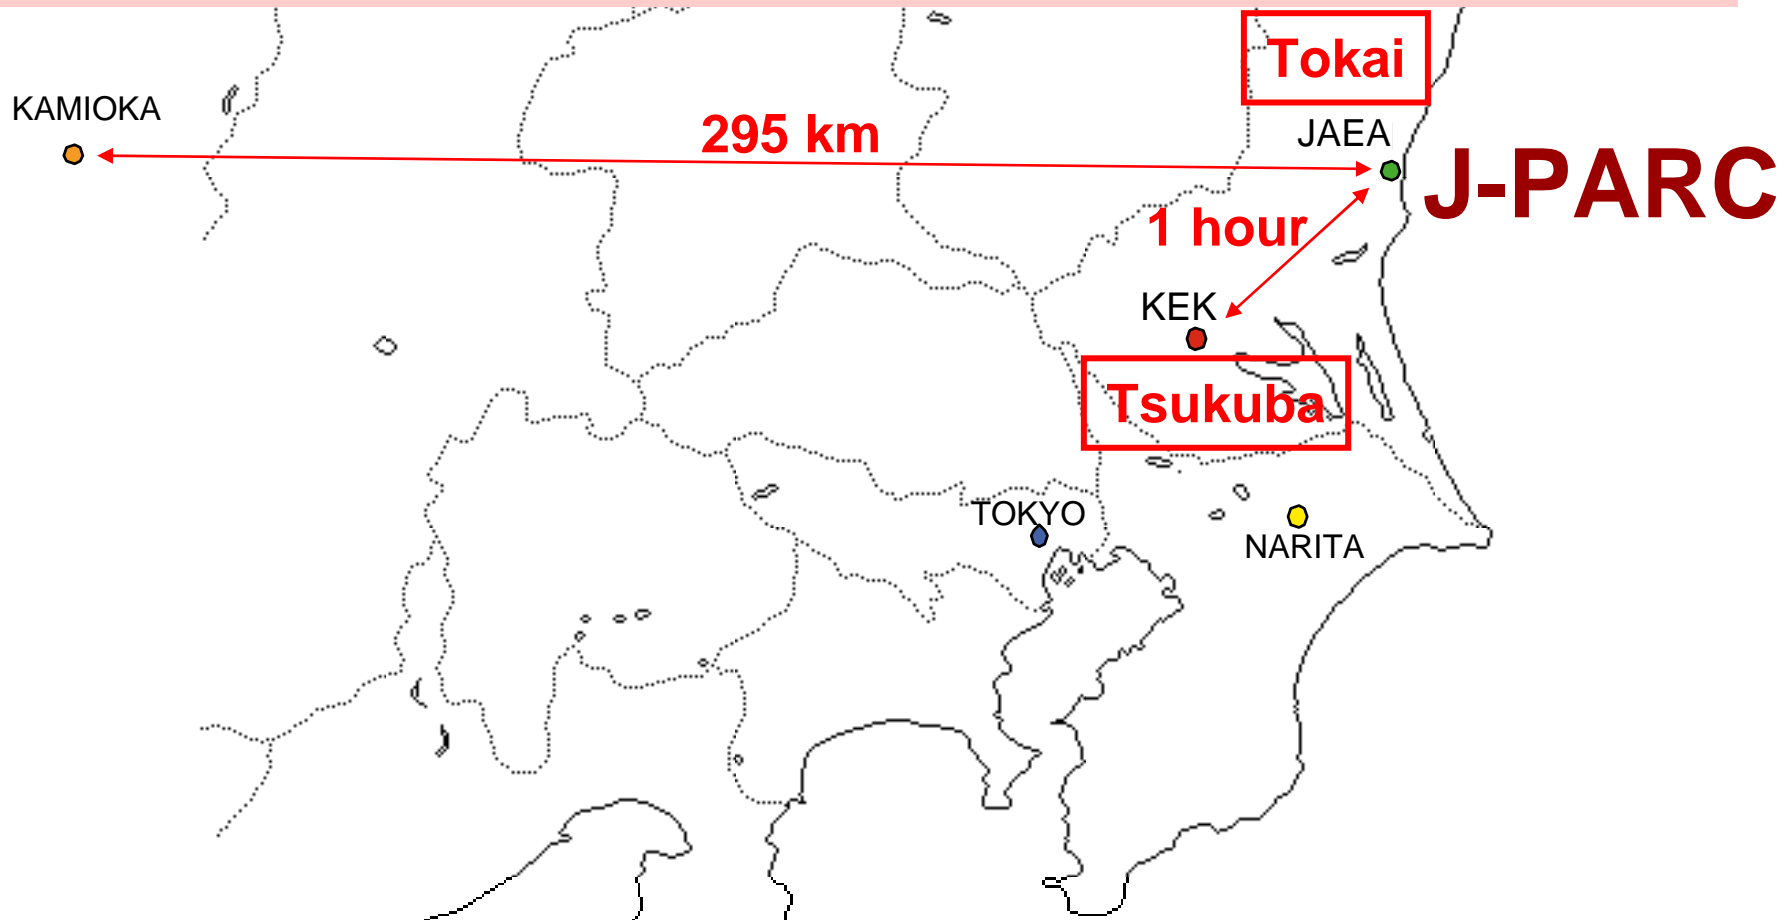 Tokai
KAMIOKA
295 km
JAEA
J-PARC
1 hour
KEK
Tsukuba
TOKYO
NARITA